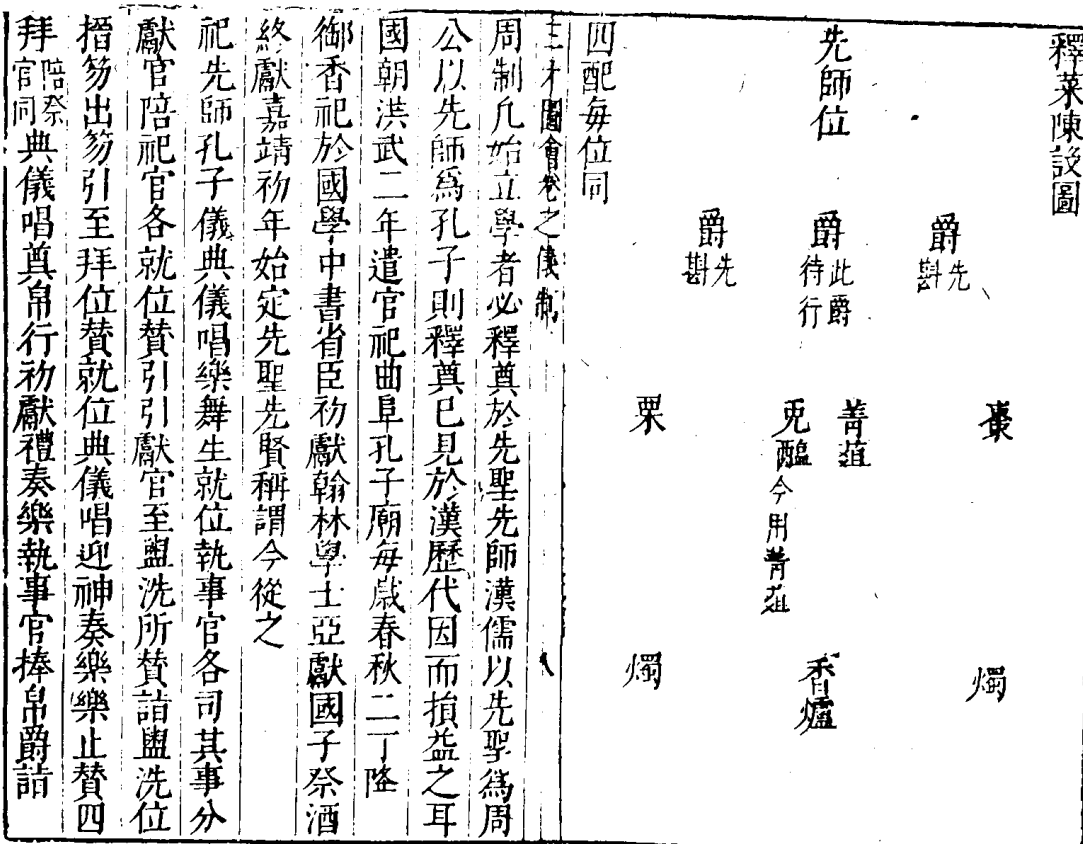 釋菜陳設圖
先師位
爵先斟
爵此爵待行
爵先斟
棗
菁菹
兎醢今用菁菹
栗
燭
香爐
燭
四配每位同
三才圖會卷之儀制 八
周制凡始立學者必釋奠於先聖先師漢儒以先聖爲周
公以先師爲孔子則釋奠已見於漢歷代因而損益之耳
國朝洪武二年遣官祀曲阜孔子廟每歲春秋二丁降
御香祀於國學中書省臣初獻翰林學士亞獻國子祭酒
終獻嘉靖初年始定先聖先賢稱謂今從之
祀先師孔子儀典儀唱樂舞生就位執事官各司其事分
獻官陪祀官各就位贊引引獻官至盥洗所贊詣盥洗位
搢笏出笏引至拜位贊就位典儀唱迎神奏樂樂止贊四
拜陪祭官同典儀唱奠帛行初獻禮奏樂執事官捧帛爵詣